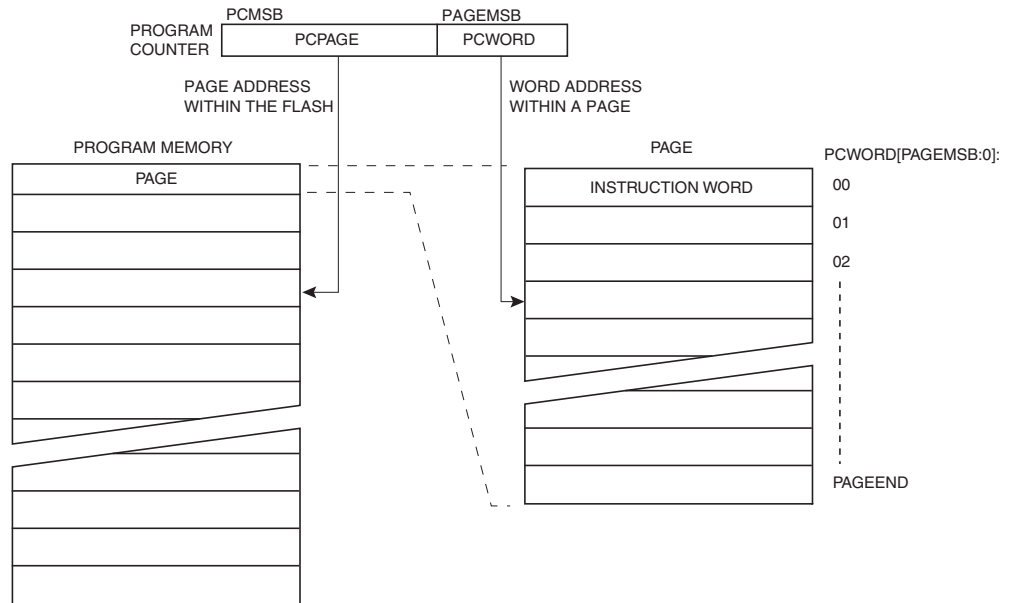 PCMSB
PAGEMSB
PROGRAM
COUNTER
PCPAGE
PCWORD
PAGE ADDRESS
WITHIN THE FLASH
WORD ADDRESS
WITHIN A PAGE
PROGRAM MEMORY
PAGE
PAGE
PCWORD[PAGEMSB:0]:
INSTRUCTION WORD
00
01
02
PAGEEND